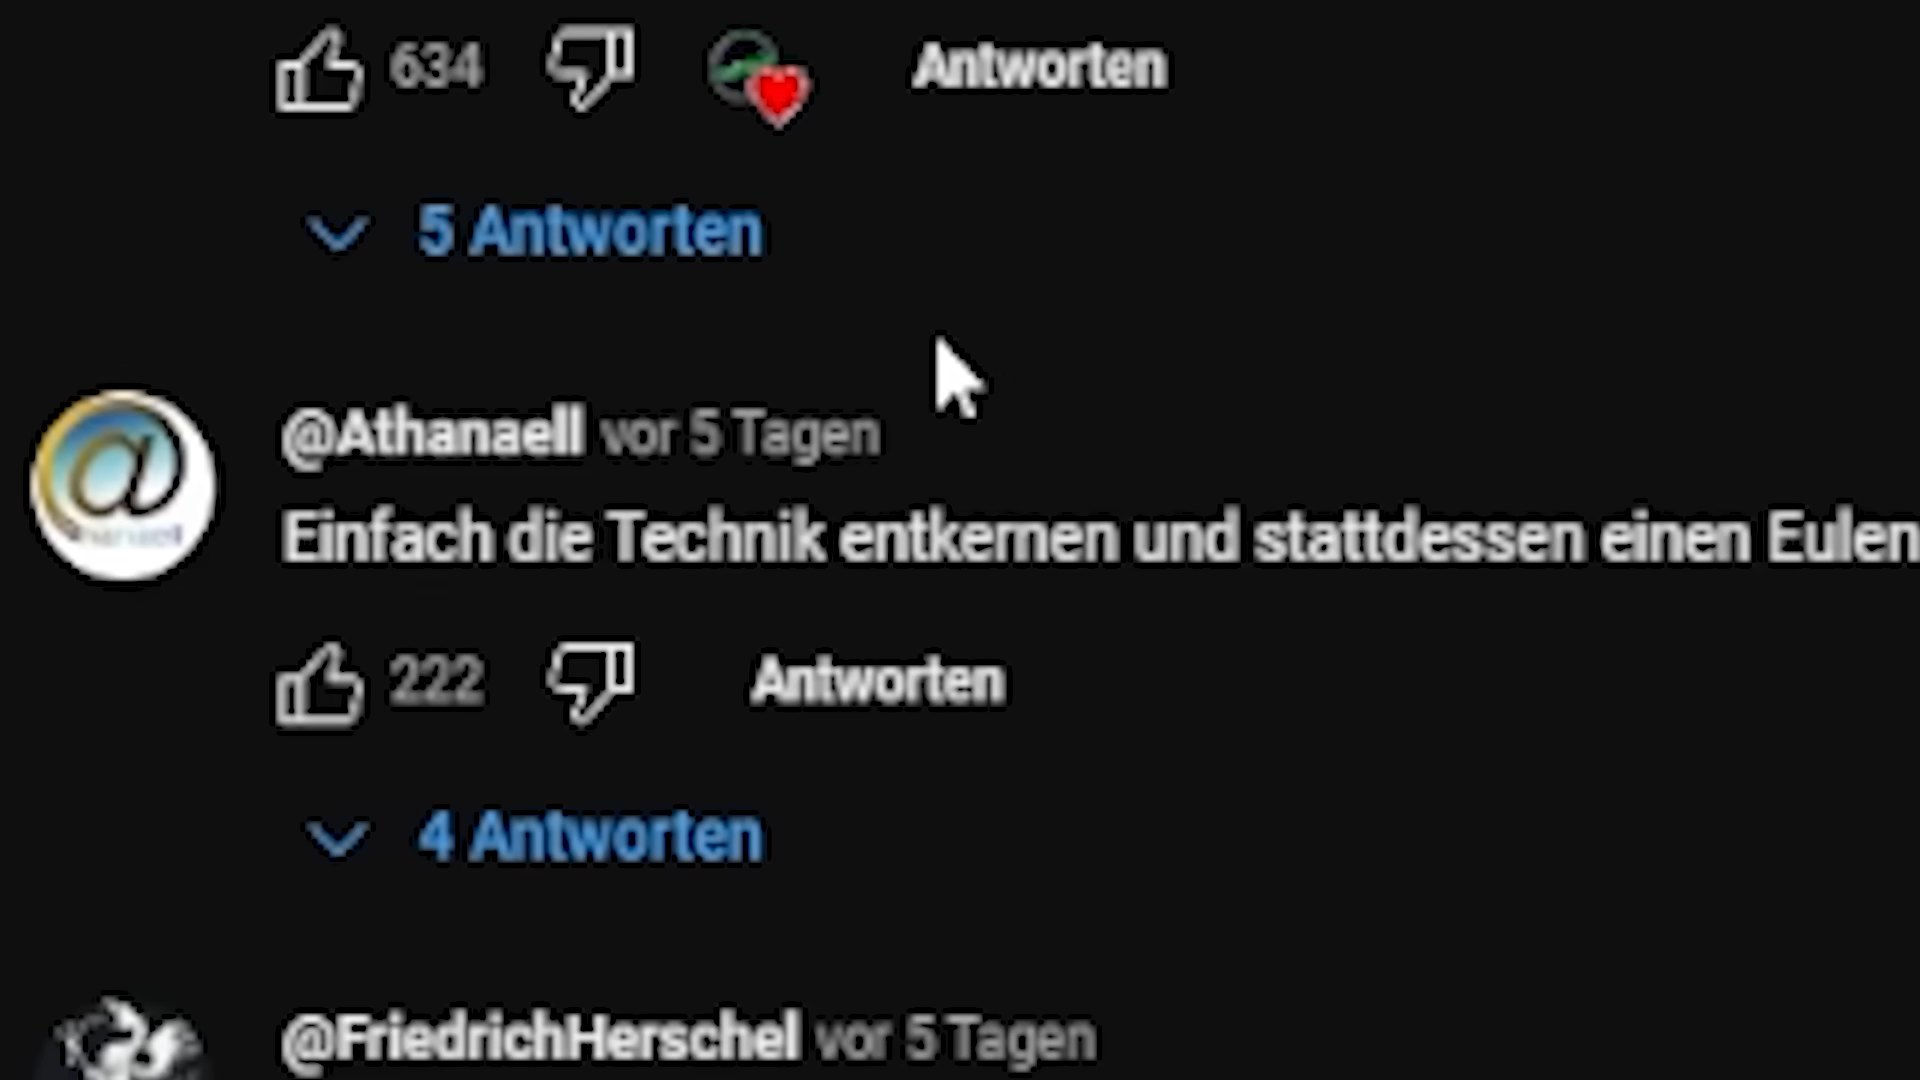 634 Antworten
5 Antworten
@Athanaell vor 5 Tagen
Einfach die Technik entkernen und stattdessen einen Eulen
222 Antworten
4 Antworten
@FriedrichHerschel vor 5 Tagen